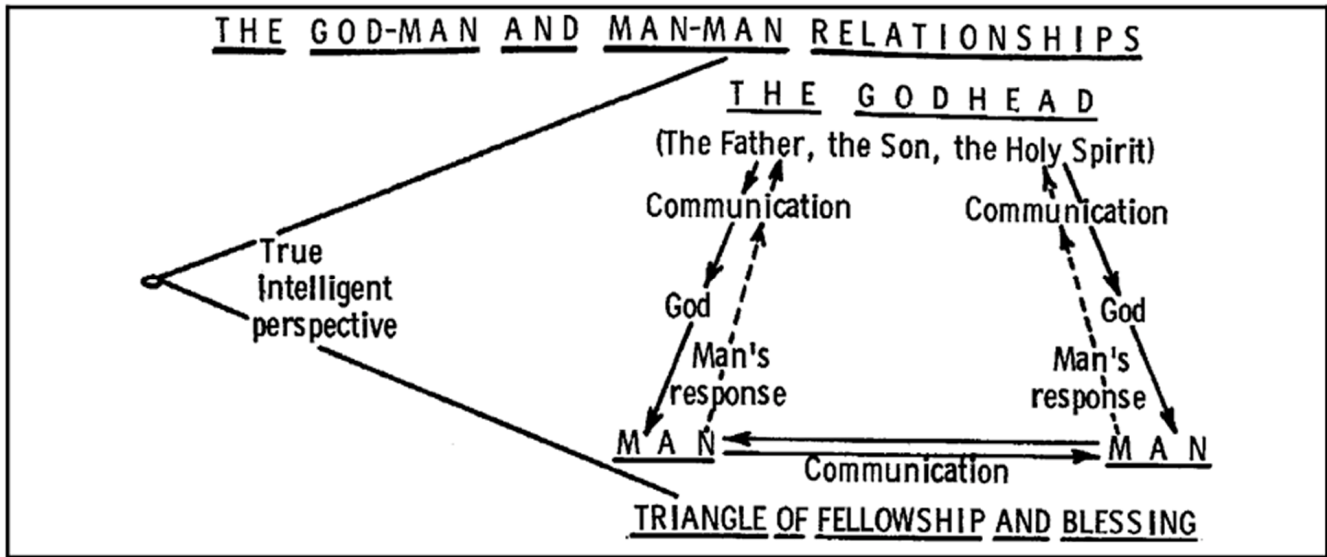 THE GOD-MAN AND MAN-MAN RELATIONSHIPS
THE GODHEAD
(The Father, the Son, the Holy Spirit)
Communication
Communication
True
intelligent
perspective
God
God
Man's
response
Man's
response
MAN
MAN
Communication
TRIANGLE OF FELLOWSHIP AND BLESSING